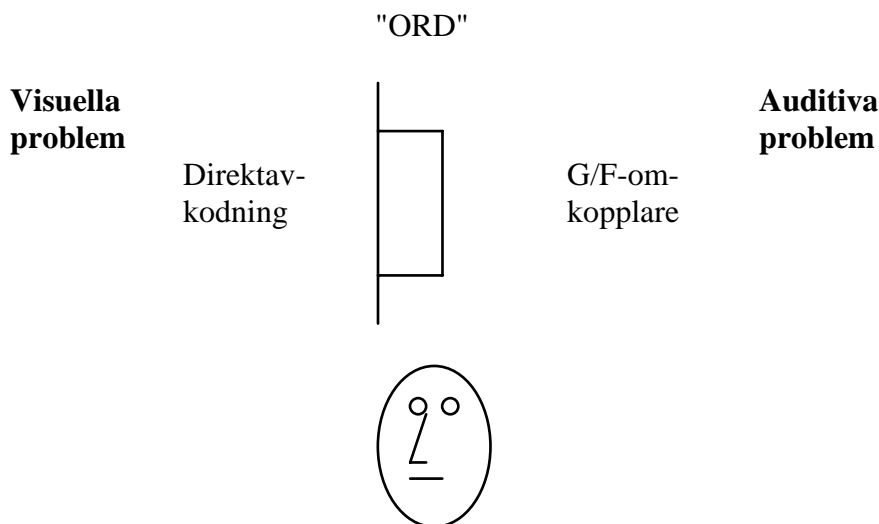 "ORD"
Visuella
problem
Auditiva
problem
Direktav-
kodning
G/F-om-
kopplare